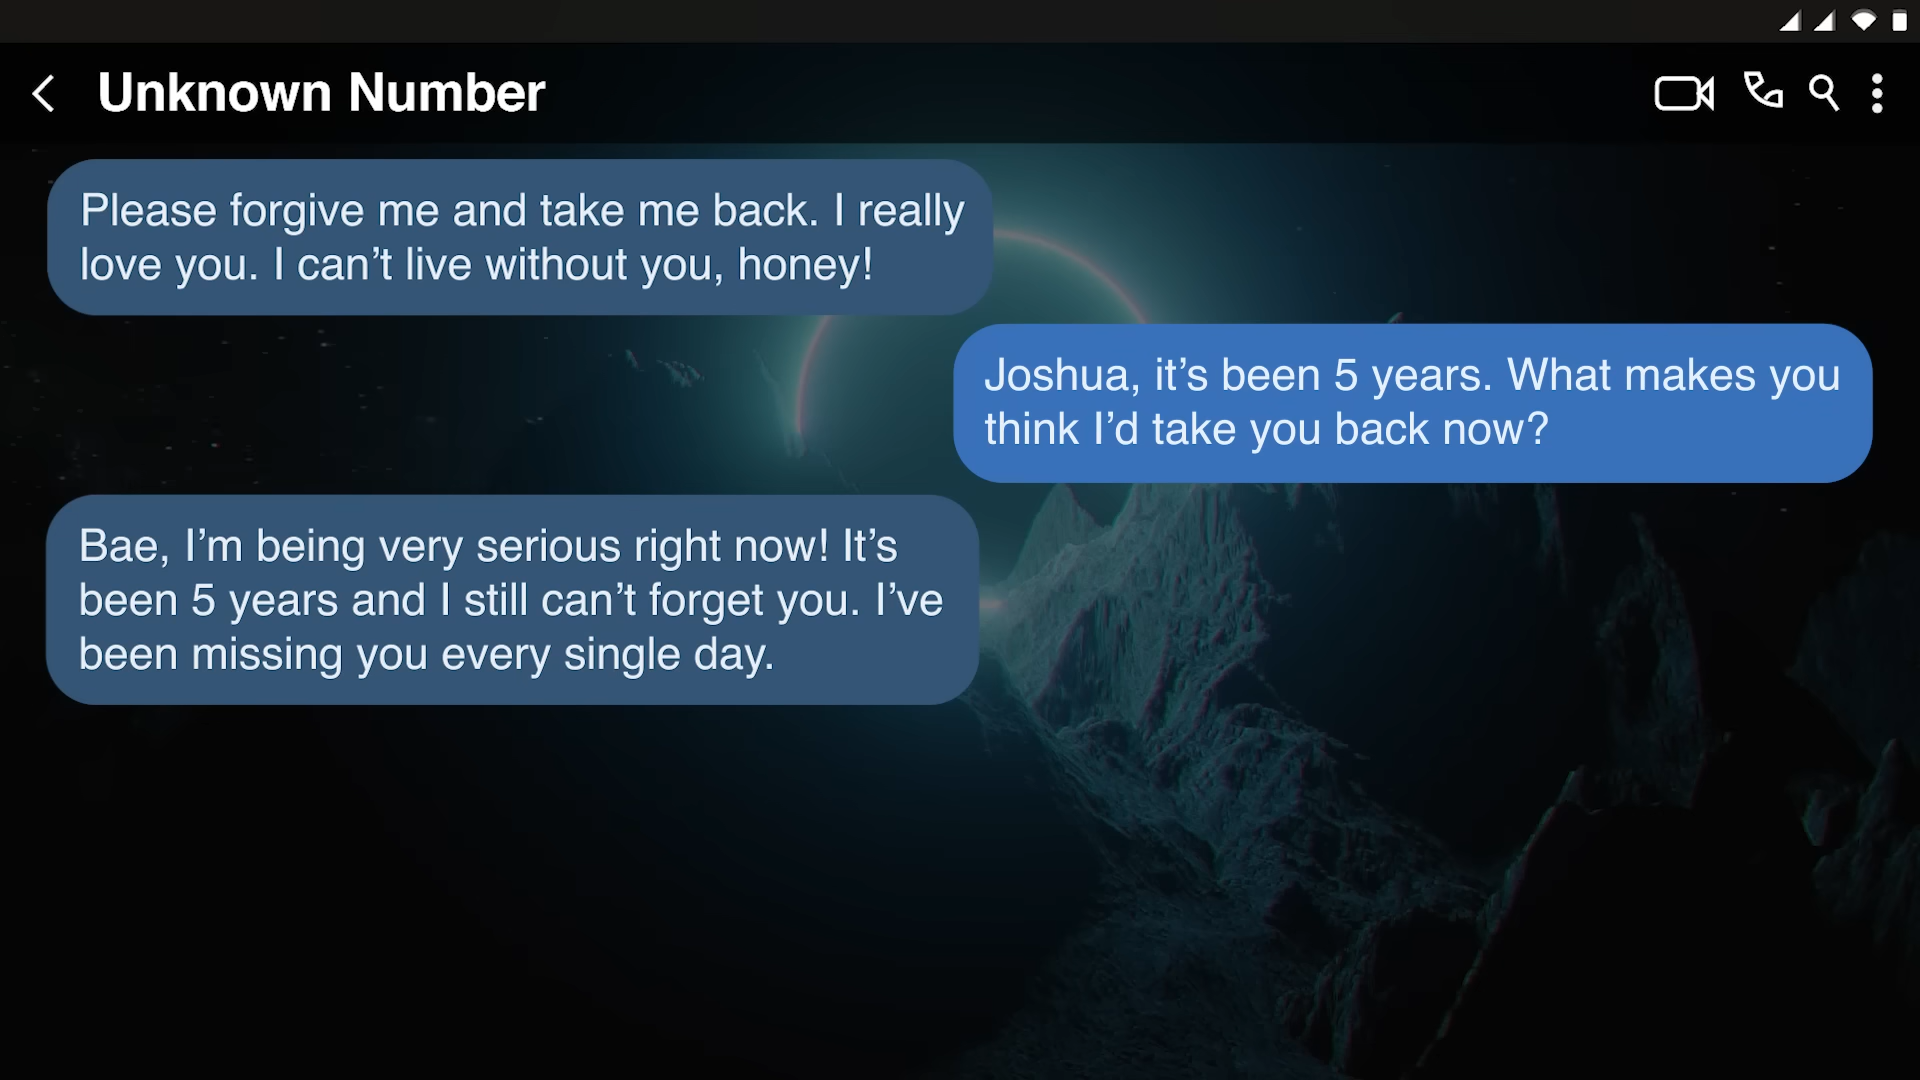 Unknown Number
Please forgive me and take me back. I really
love you. I can’t live without you, honey!
Joshua, it’s been 5 years. What makes you
think I’d take you back now?
Bae, I’m being very serious right now! It’s
been 5 years and I still can’t forget you. I’ve
been missing you every single day.